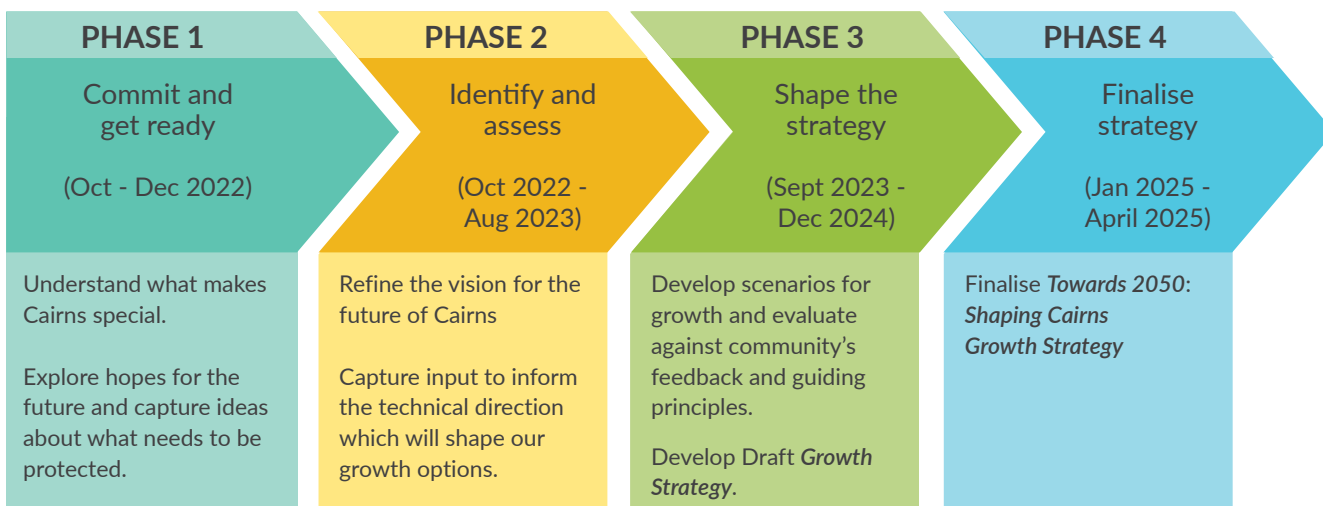 PHASE 1
Commit and
get ready
(Oct - Dec 2022)
Understand what makes
Cairns special.
Explore hopes for the
future and capture ideas
about what needs to be
protected.
PHASE 2
Identify and
assess
(Oct 2022 -
Aug 2023)
Refine the vision for the
future of Cairns
Capture input to inform
the technical direction
which will shape our
growth options.
PHASE 3
Shape the
strategy
(Sept 2023 -
Dec 2024)
Develop scenarios for
growth and evaluate
against community’s
feedback and guiding
principles.
Develop Draft Growth
Strategy.
PHASE 4
Finalise
strategy
(Jan 2025 -
April 2025)
Finalise Towards 2050:
Shaping Cairns
Growth Strategy